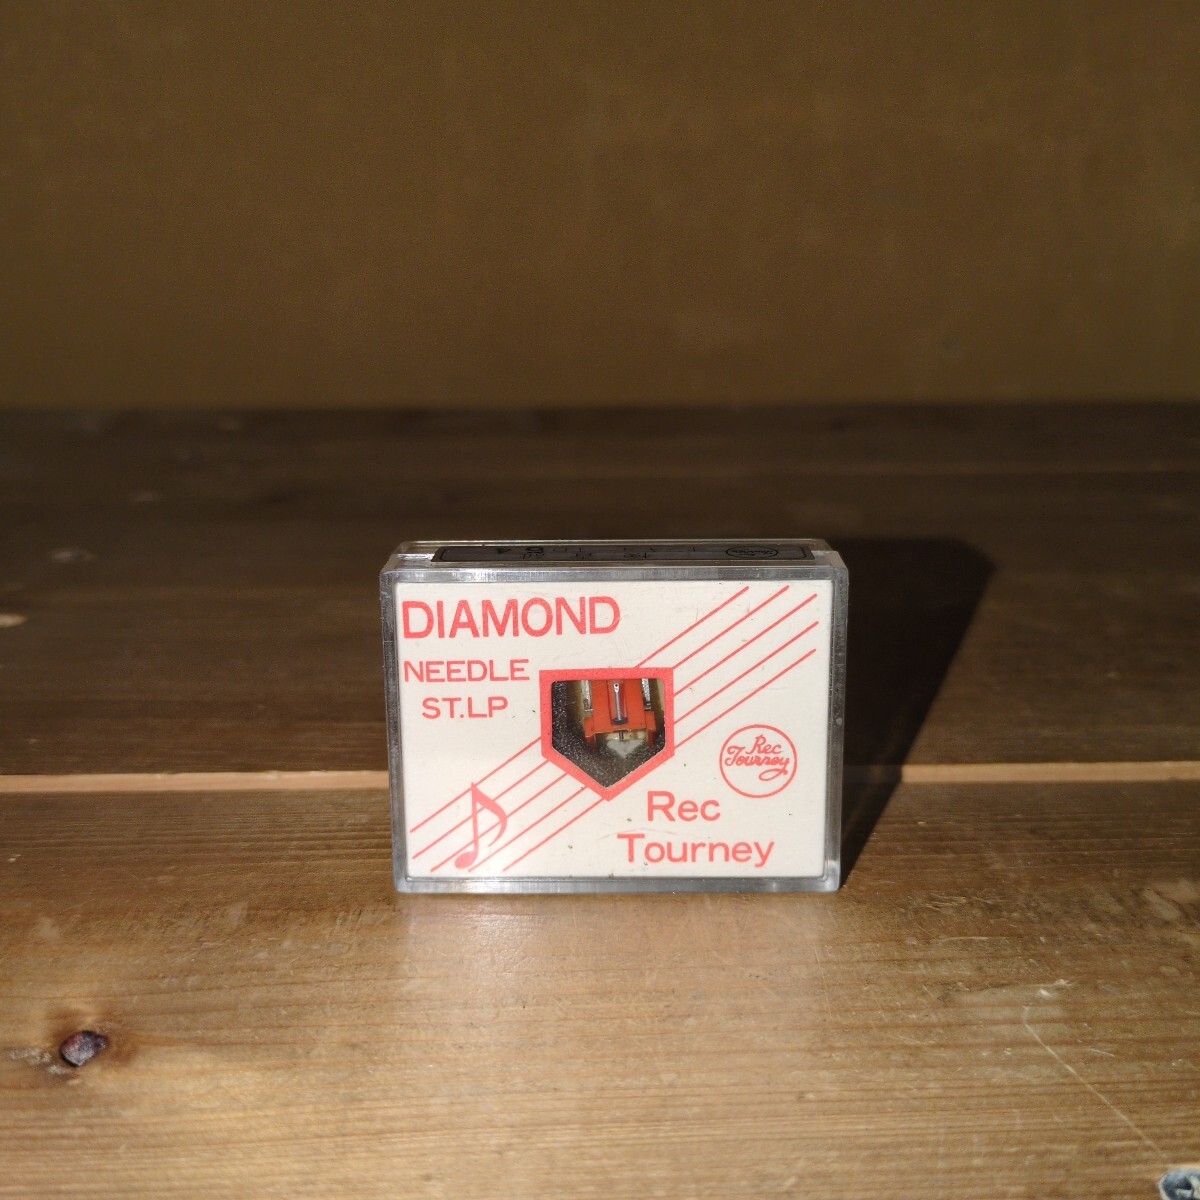 DIAMOND
NEEDLE
ST.LP
Rec
Tourney
Rec
Tourney